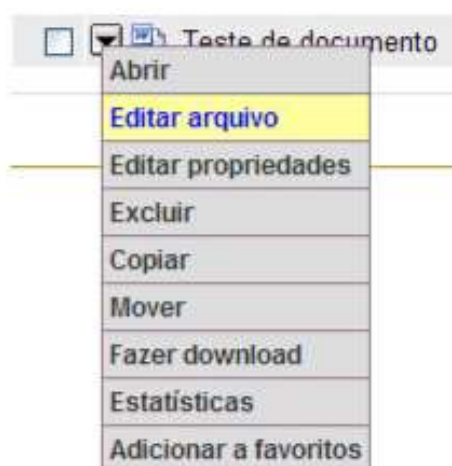 Teste de documento
Abrir
Editar arquivo
Editar propriedades
Excluir
Copiar
Mover
Fazer download
Estatísticas
Adicionar a favoritos